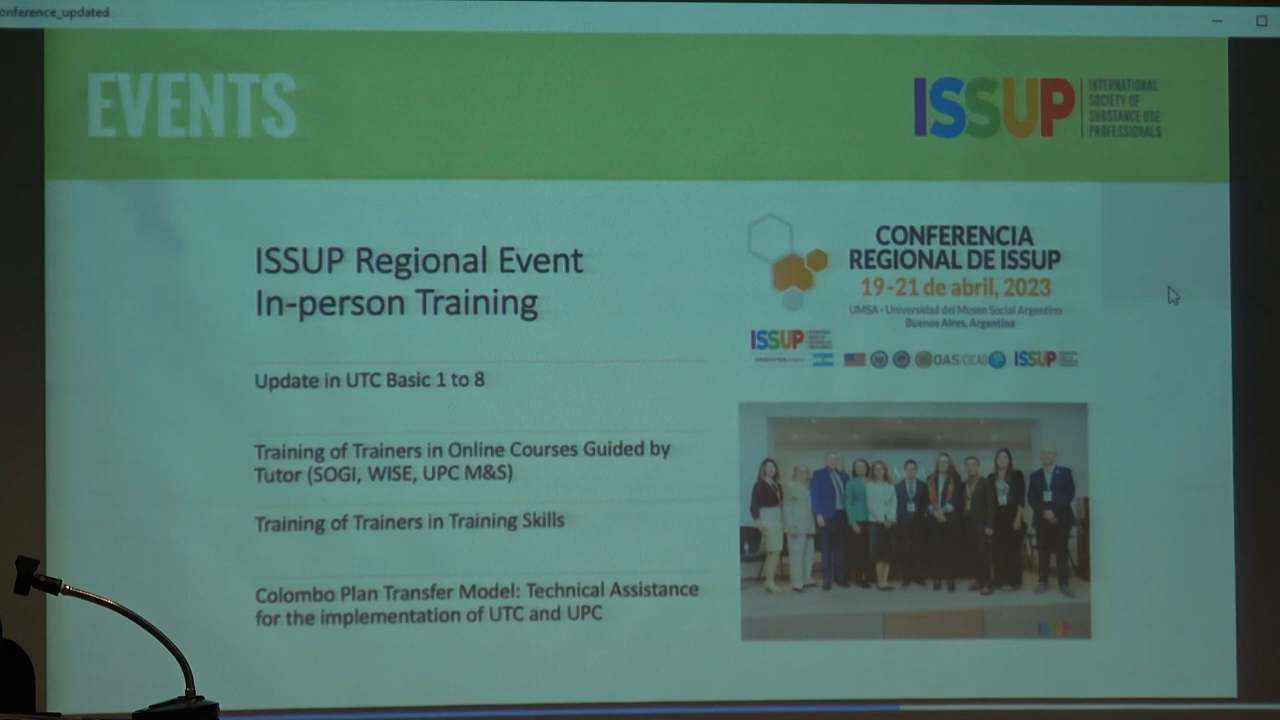 onference_updated
EVENTS
ISSUP
INTERNATIONAL
SOCIETY OF
SUBSTANCE USE
PROFESSIONALS
ISSUP Regional Event
In-person Training
Update in UTC Basic 1 to 8
Training of Trainers in Online Courses Guided by
Tutor (SOGI, WISE, UPC M&S)
Training of Trainers in Training Skills
Colombo Plan Transfer Model: Technical Assistance
for the implementation of UTC and UPC
CONFERENCIA
REGIONAL DE ISSUP
19-21 de abril, 2023
UMSA - Universidad del Museo Social Argentino
Buenos Aires, Argentina
ISSUP
OAS CICAD
ISSUP